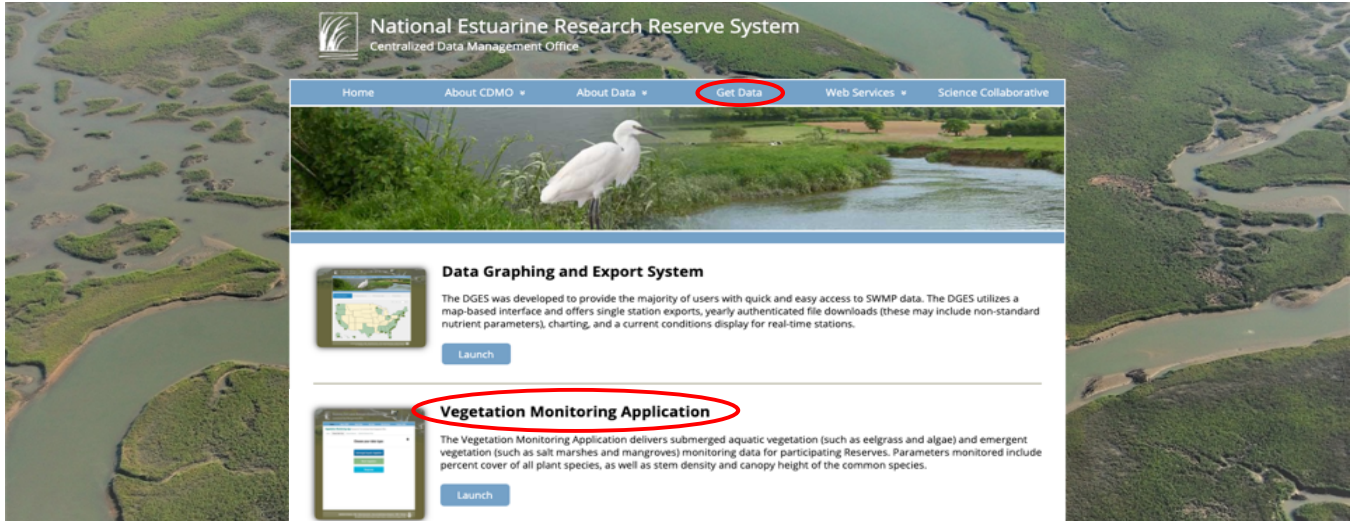 National Estuarine Research Reserve System
Centralized Data Management Office
Home About CDMO About Data Get Data Web Services Science Collaborative
Data Graphing and Export System
The DGES was developed to provide the majority of users with quick and easy access to SWMP data. The DGES utilizes a
map-based interface and offers single station exports, yearly authenticated file downloads (these may include non-standard
nutrient parameters), charting, and a current conditions display for real-time stations.
Launch
Vegetation Monitoring Application
The Vegetation Monitoring Application delivers submerged aquatic vegetation (such as eelgrass and algae) and emergent
vegetation (such as salt marshes and mangroves) monitoring data for participating Reserves. Parameters monitored include
percent cover of all plant species, as well as stem density and canopy height of the common species.
Launch